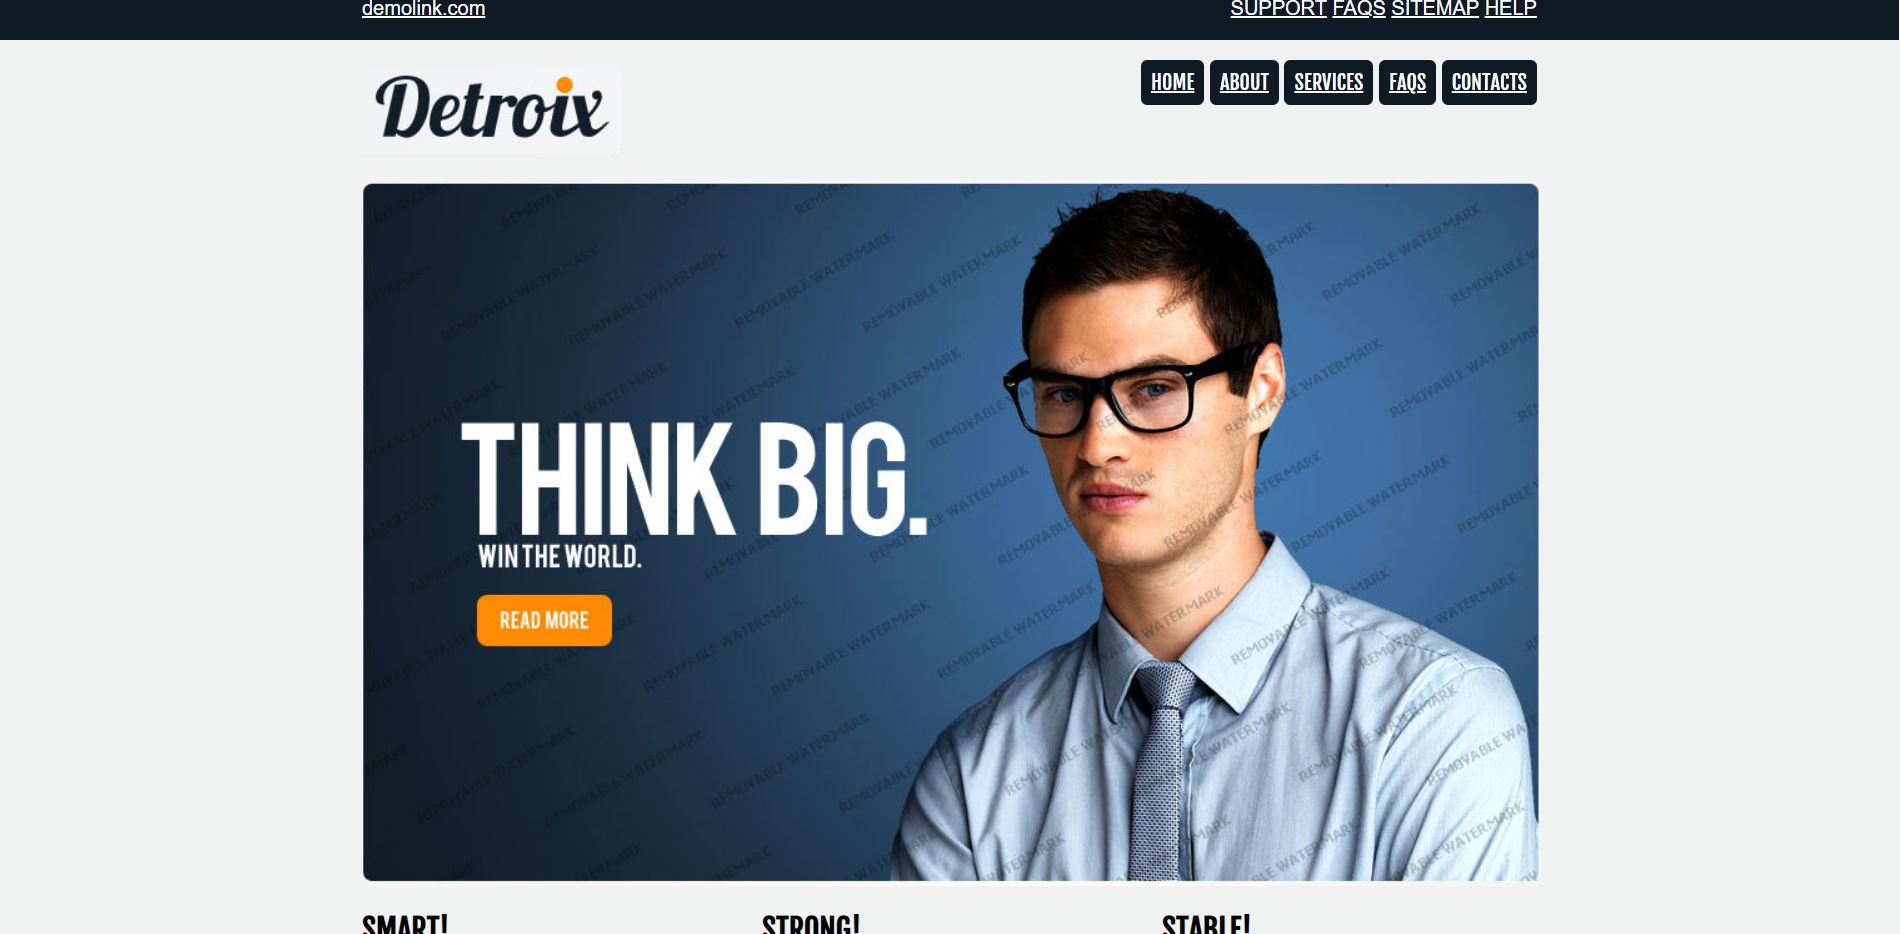 demolink.com
SUPPORT FAQS SITEMAP HELP
Detroix
HOME ABOUT SERVICES FAQS CONTACTS
THINK BIG.
WIN THE WORLD.
READ MORE
REMOVABLE WATERMARK
SMART! STRONG! STABLE!